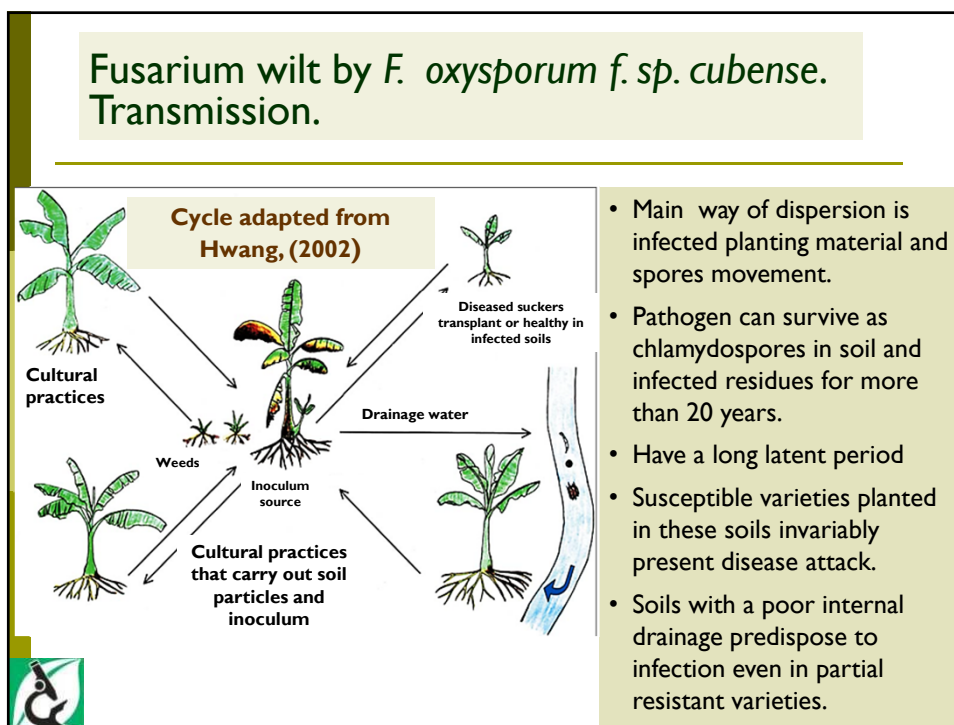 Fusarium wilt by F. oxysporum f. sp. cubense.
Transmission.
Cycle adapted from
Hwang, (2002)
Diseased suckers
transplant or healthy in
infected soils
Cultural
practices
Drainage water
Weeds
Inoculum
source
Cultural practices
that carry out soil
particles and
inoculum
• Main way of dispersion is
infected planting material and
spores movement.
• Pathogen can survive as
chlamydospores in soil and
infected residues for more
than 20 years.
• Have a long latent period
• Susceptible varieties planted
in these soils invariably
present disease attack.
• Soils with a poor internal
drainage predispose to
infection even in partial
resistant varieties.